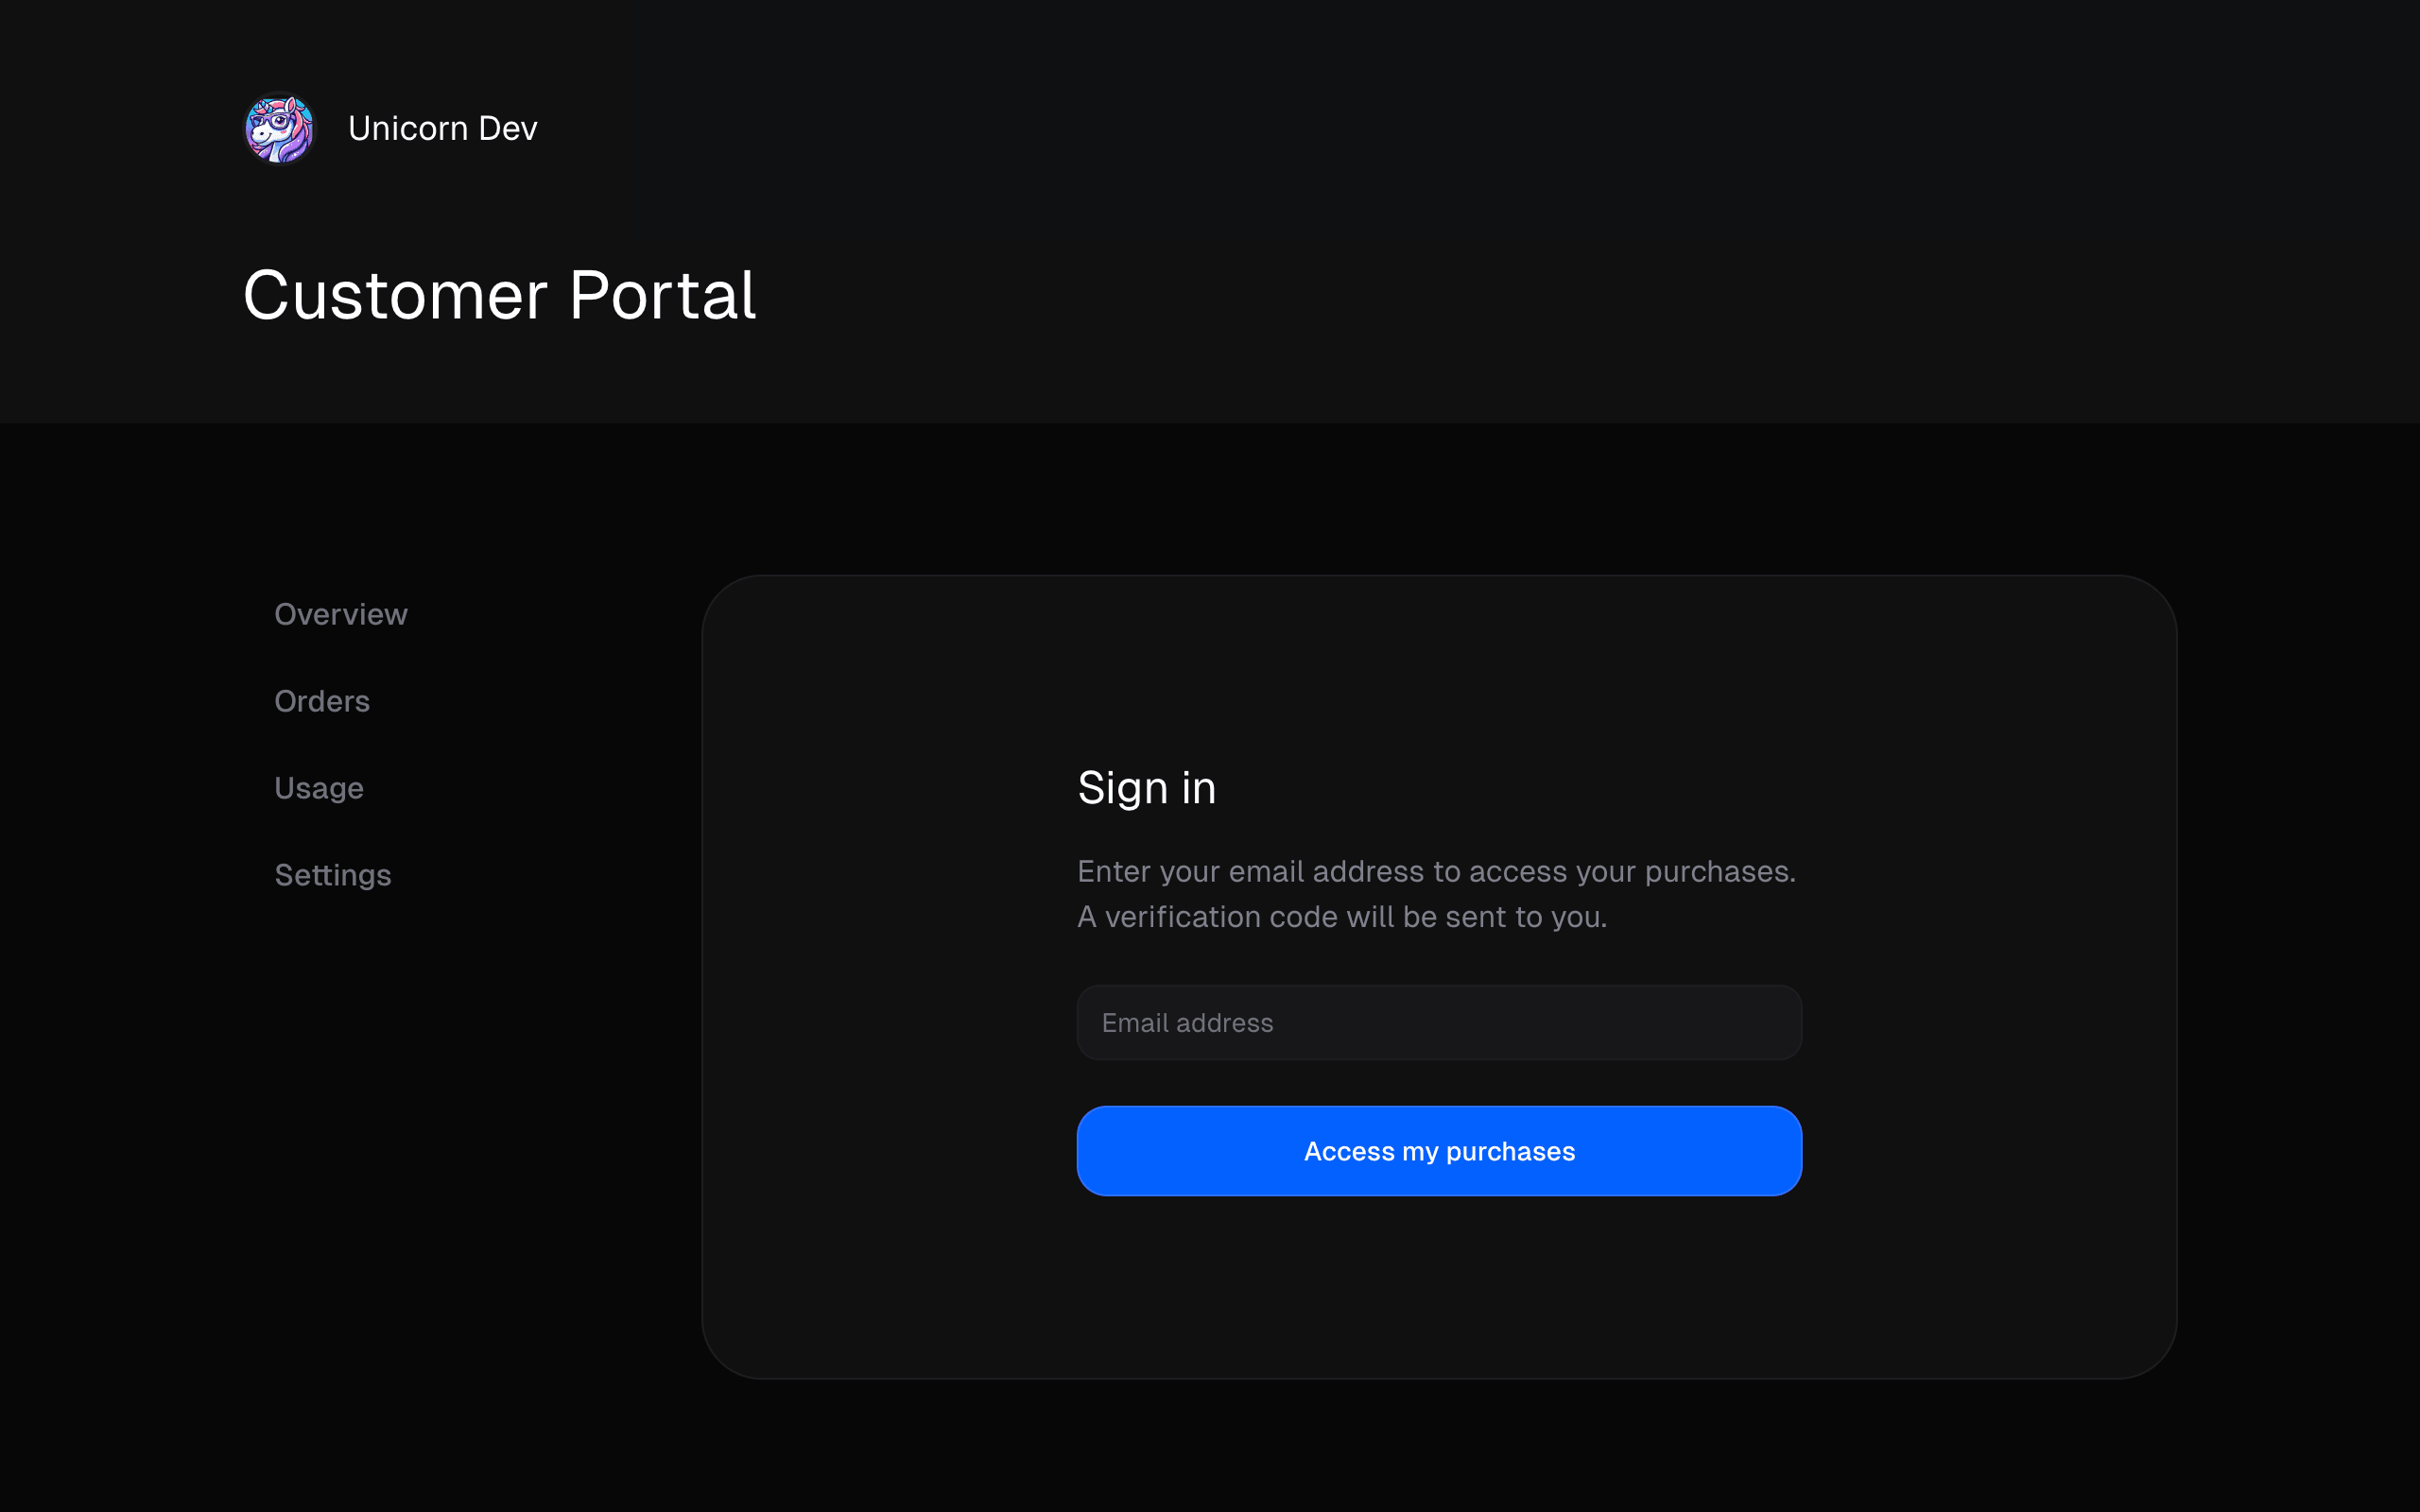 Unicorn Dev
Customer Portal
Overview
Orders
Usage
Settings
Sign in
Enter your email address to access your purchases.
A verification code will be sent to you.
Email address
Access my purchases